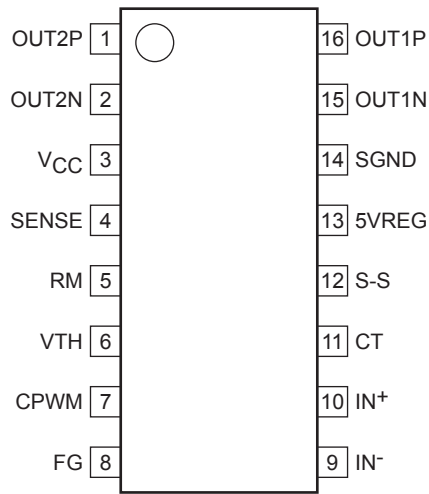 OUT2P 1 16 OUT1P
OUT2N 2 15 OUT1N
VCC 3 14 SGND
SENSE 4 13 5VREG
RM 5 12 S-S
VTH 6 11 CT
CPWM 7 10 IN+
FG 8 9 IN-